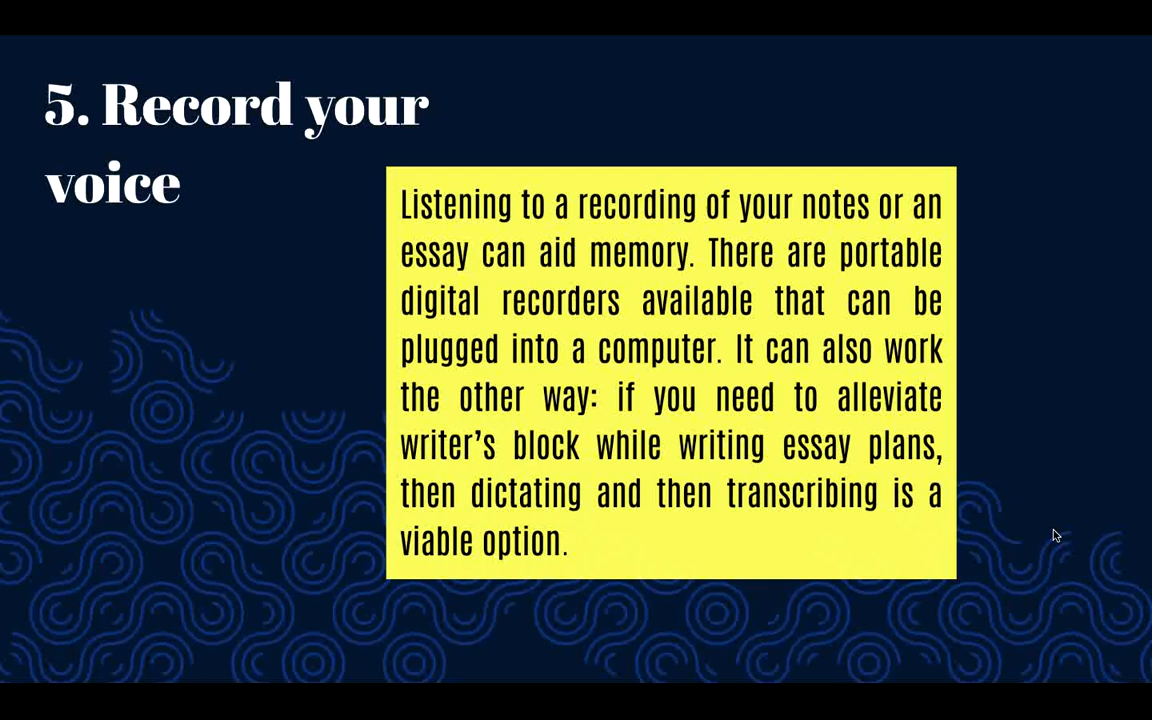 5. Record your
voice
Listening to a recording of your notes or an
essay can aid memory. There are portable
digital recorders available that can be
plugged into a computer. It can also work
the other way: if you need to alleviate
writer’s block while writing essay plans,
then dictating and then transcribing is a
viable option.